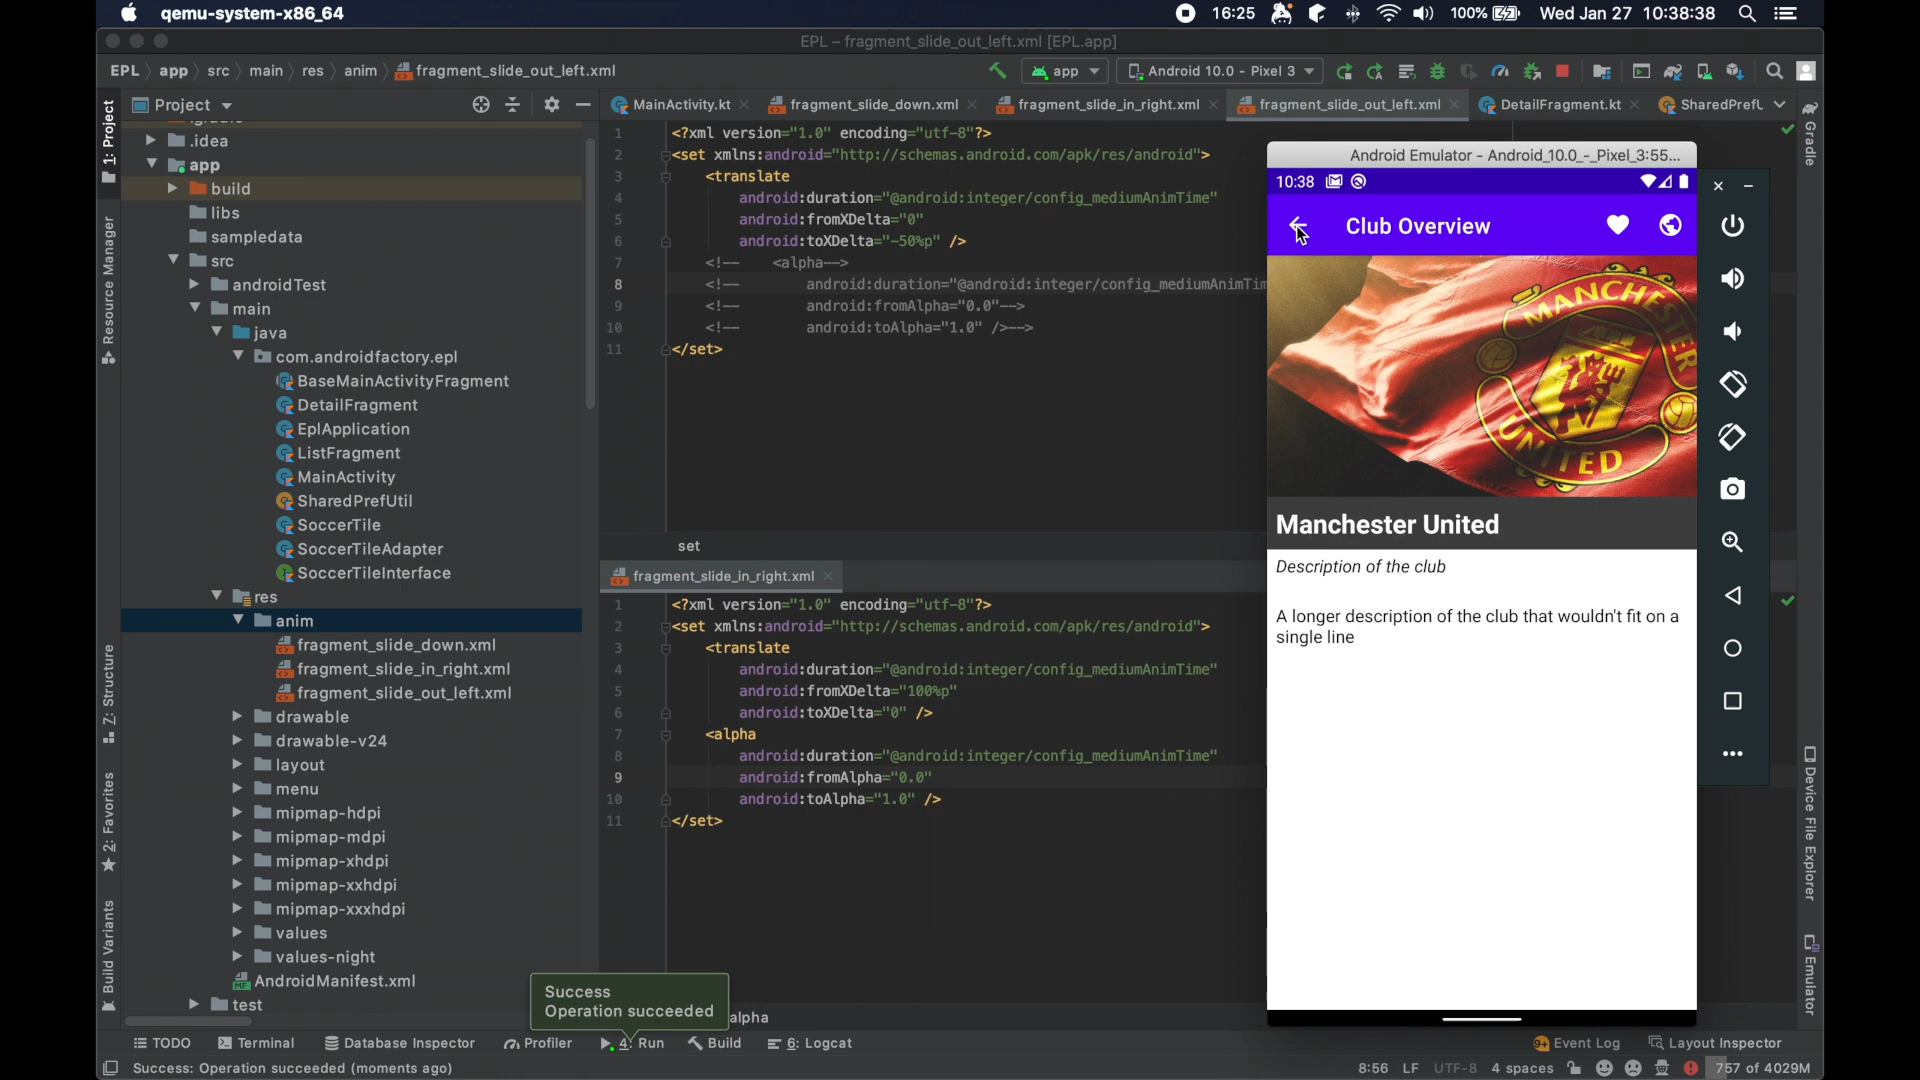 qemu-system-x86_64
16:25
100%
Wed Jan 27 10:38:38
EPL – fragment_slide_out_left.xml [EPL.app]
EPL app src main res anim fragment_slide_out_left.xml
app
Android 10.0 - Pixel 3
Project
MainActivity.kt
fragment_slide_down.xml
fragment_slide_in_right.xml
fragment_slide_out_left.xml
DetailFragment.kt
SharedPrefL
1: Project
Resource Manager
Z: Structure
2: Favorites
Build Variants
.idea
app
build
libs
sampledata
src
androidTest
main
java
com.androidfactory.epl
BaseMainActivityFragment
DetailFragment
EplApplication
ListFragment
MainActivity
SharedPrefUtil
SoccerTile
SoccerTileAdapter
SoccerTileInterface
res
anim
fragment_slide_down.xml
fragment_slide_in_right.xml
fragment_slide_out_left.xml
drawable
drawable-v24
layout
menu
mipmap-hdpi
mipmap-mdpi
mipmap-xhdpi
mipmap-xxhdpi
mipmap-xxxhdpi
values
values-night
AndroidManifest.xml
test
1 <?xml version="1.0" encoding="utf-8"?>
2 <set xmlns:android="http://schemas.android.com/apk/res/android">
3 <translate
4 android:duration="@android:integer/config_mediumAnimTime"
5 android:fromXDelta="0"
6 android:toXDelta="-50%p" />
7 <!-- <alpha-->
8 <!-- android:duration="@android:integer/config_mediumAnimTim
9 <!-- android:fromAlpha="0.0"-->
10 <!-- android:toAlpha="1.0" />-->
11 </set>
set
fragment_slide_in_right.xml
1 <?xml version="1.0" encoding="utf-8"?>
2 <set xmlns:android="http://schemas.android.com/apk/res/android">
3 <translate
4 android:duration="@android:integer/config_mediumAnimTime"
5 android:fromXDelta="100%p"
6 android:toXDelta="0" />
7 <alpha
8 android:duration="@android:integer/config_mediumAnimTime"
9 android:fromAlpha="0.0"
10 android:toAlpha="1.0" />
11 </set>
alpha
Success
Operation succeeded
Android Emulator - Android_10.0_-_Pixel_3:55...
10:38
Club Overview
MANCHESTER
UNITED
Manchester United
Description of the club
A longer description of the club that wouldn't fit on a
single line
Gradle
Device File Explorer
Emulator
TODO
Terminal
Database Inspector
Profiler
4: Run
Build
6: Logcat
9+ Event Log
Layout Inspector
Success: Operation succeeded (moments ago)
8:56 LF UTF-8 4 spaces
757 of 4029M